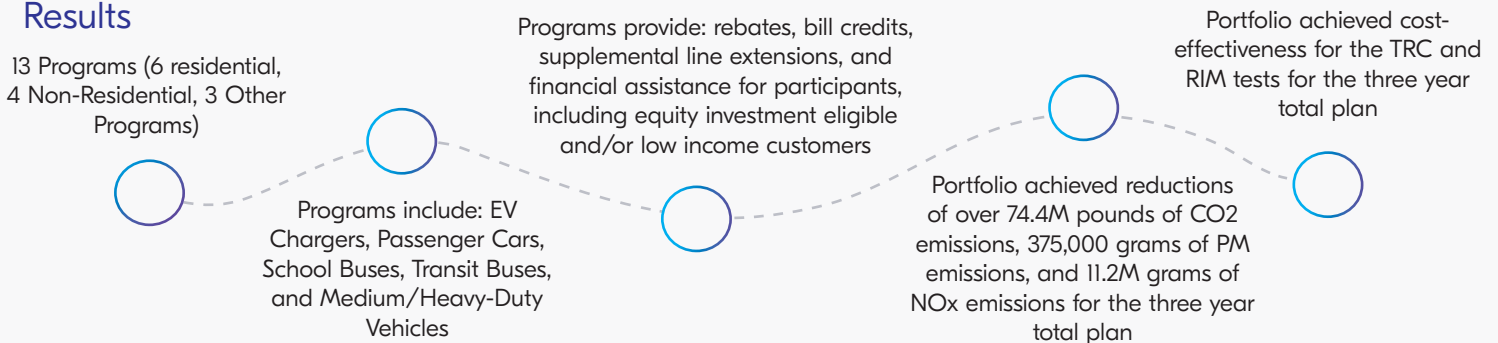 Results
13 Programs (6 residential,
4 Non-Residential, 3 Other
Programs)
Programs include: EV
Chargers, Passenger Cars,
School Buses, Transit Buses,
and Medium/Heavy-Duty
Vehicles
Programs provide: rebates, bill credits,
supplemental line extensions, and
financial assistance for participants,
including equity investment eligible
and/or low income customers
Portfolio achieved reductions
of over 74.4M pounds of CO2
emissions, 375,000 grams of PM
emissions, and 11.2M grams of
NOx emissions for the three year
total plan
Portfolio achieved cost-
effectiveness for the TRC and
RIM tests for the three year
total plan